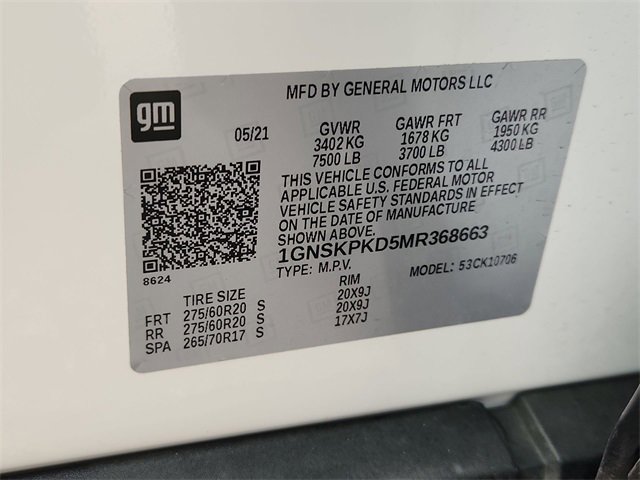 gm
MFD BY GENERAL MOTORS LLC
05/21 GVWR GAWR FRT GAWR RR
3402 KG 1678 KG 1950 KG
7500 LB 3700 LB 4300 LB
THIS VEHICLE CONFORMS TO ALL
APPLICABLE U.S. FEDERAL MOTOR
VEHICLE SAFETY STANDARDS IN EFFECT
ON THE DATE OF MANUFACTURE
SHOWN ABOVE.
1GNSKPKD5MR368663
TYPE: M.P.V. MODEL: 53CK10706
8624
TIRE SIZE RIM
FRT 275/60R20 S 20X9J
RR 275/60R20 S 20X9J
SPA 265/70R17 S 17X7J